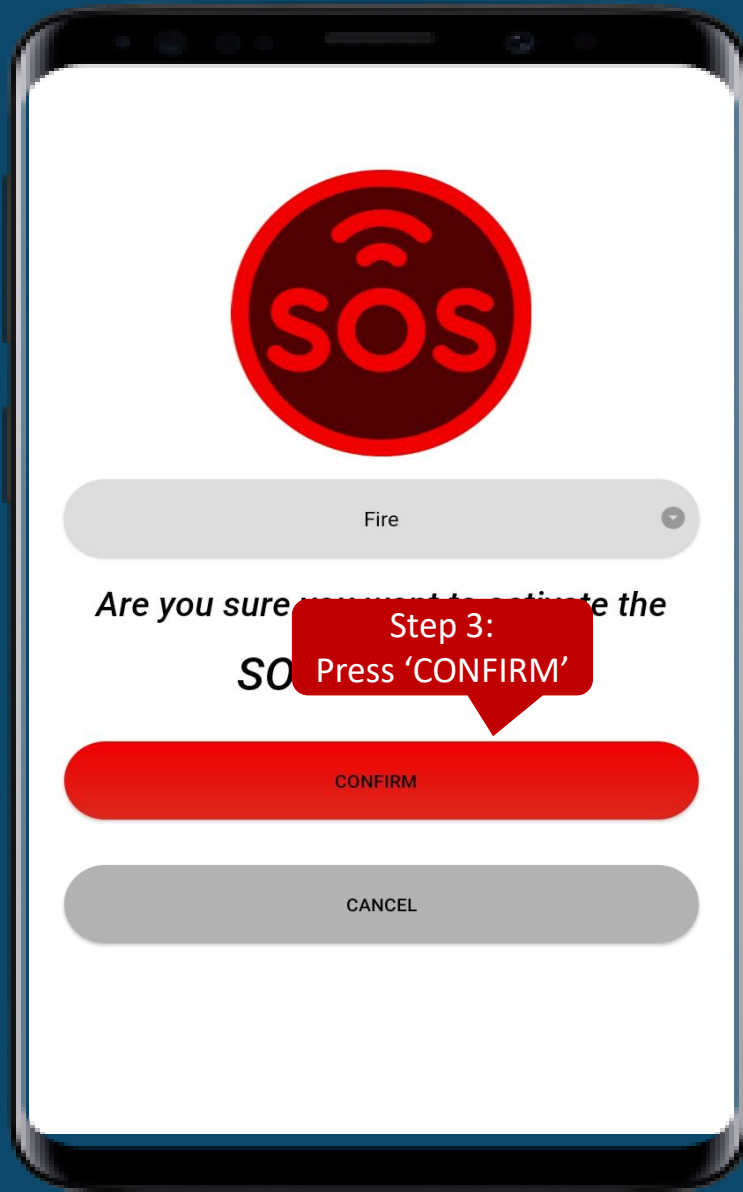 SOS
Fire
Are you sure the
Step 3:
Press ‘CONFIRM’
CONFIRM
CANCEL